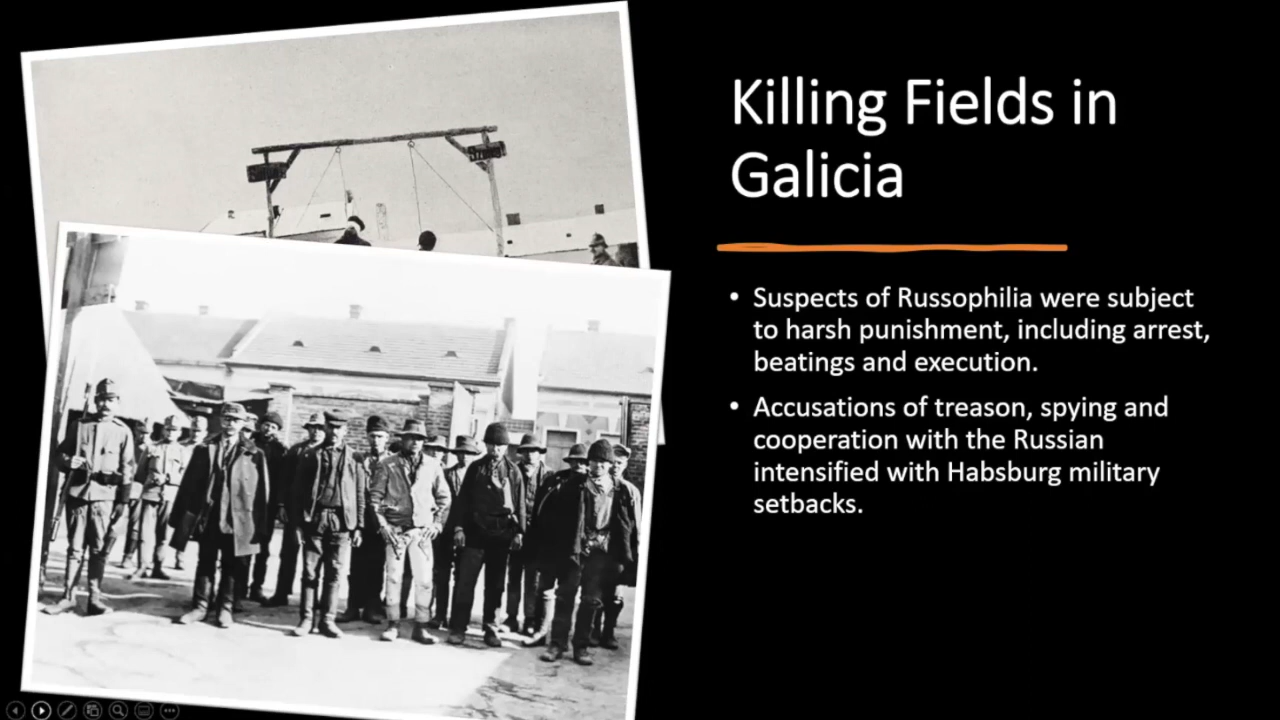 Killing Fields in
Galicia
• Suspects of Russophilia were subject
to harsh punishment, including arrest,
beatings and execution.
• Accusations of treason, spying and
cooperation with the Russian
intensified with Habsburg military
setbacks.